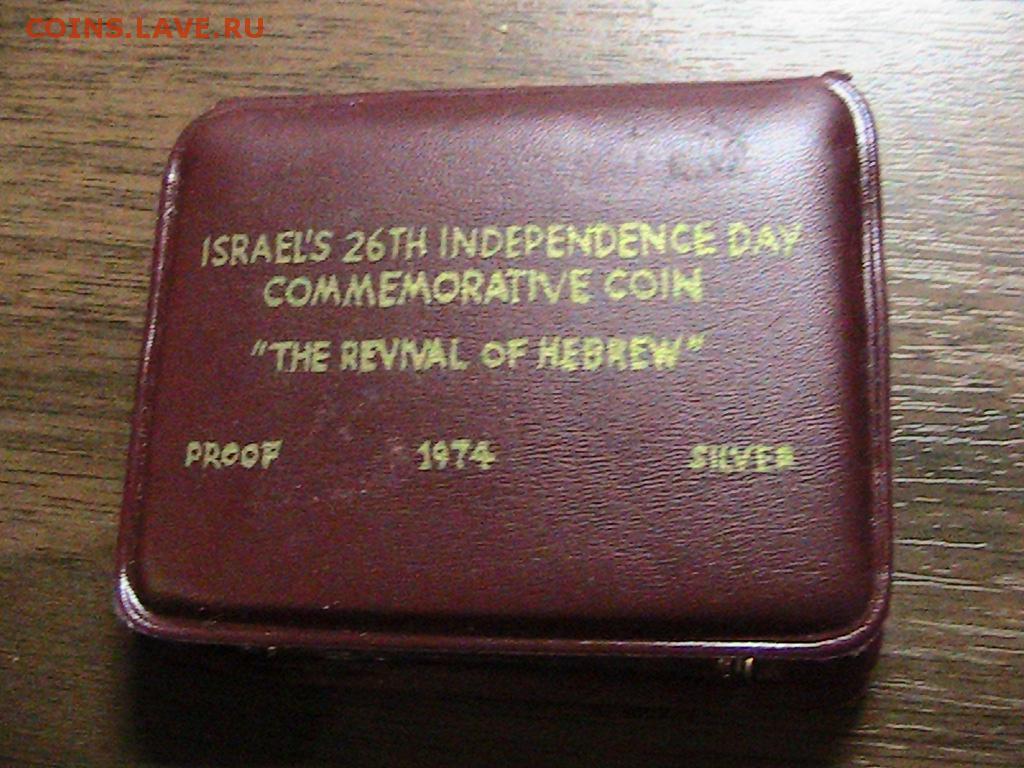 COINS.LAVE.RU
ISRAEL'S 26TH INDEPENDENCE DAY
COMMEMORATIVE COIN
"THE REVIVAL OF HEBREW"
PROOF 1974 SILVER